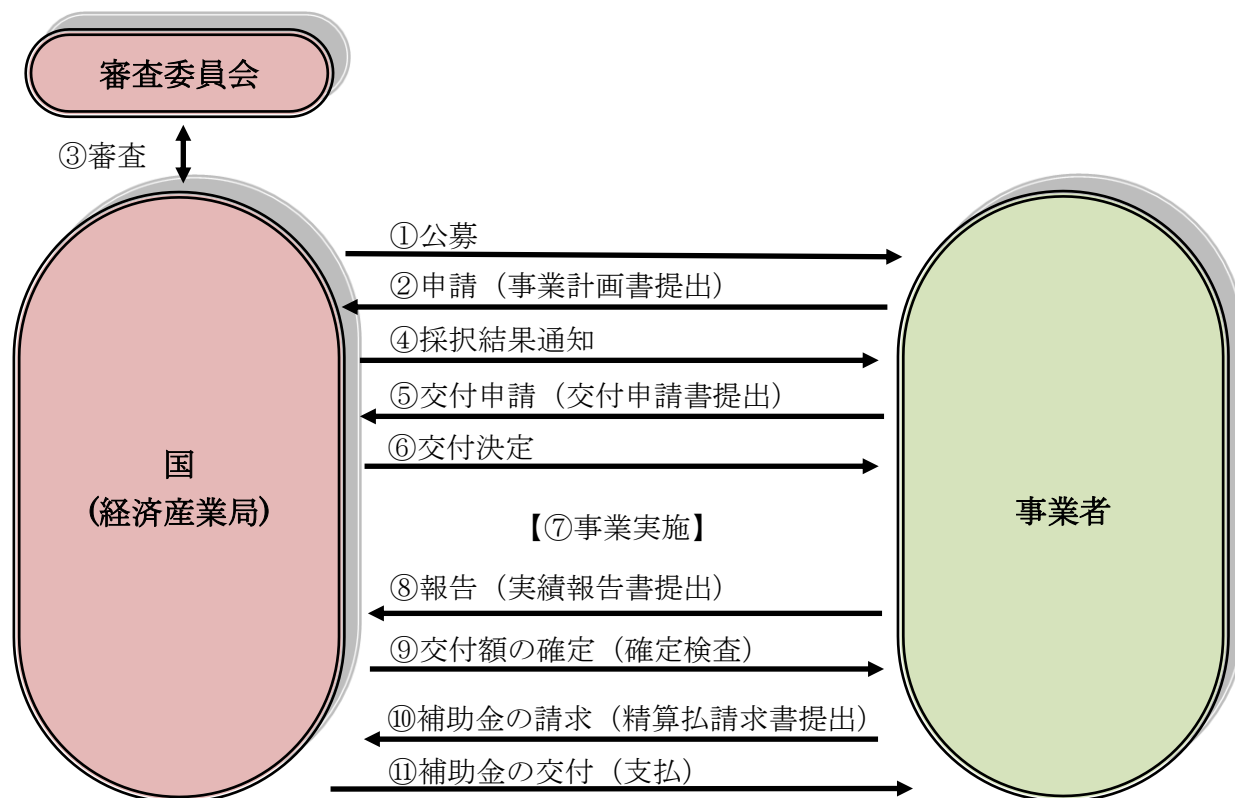 審査委員会
③審査
①公募
②申請（事業計画書提出）
④採択結果通知
⑤交付申請（交付申請書提出）
⑥交付決定
国
(経済産業局)
【⑦事業実施】
事業者
⑧報告（実績報告書提出）
⑨交付額の確定（確定検査）
⑩補助金の請求（精算払請求書提出）
⑪補助金の交付（支払）